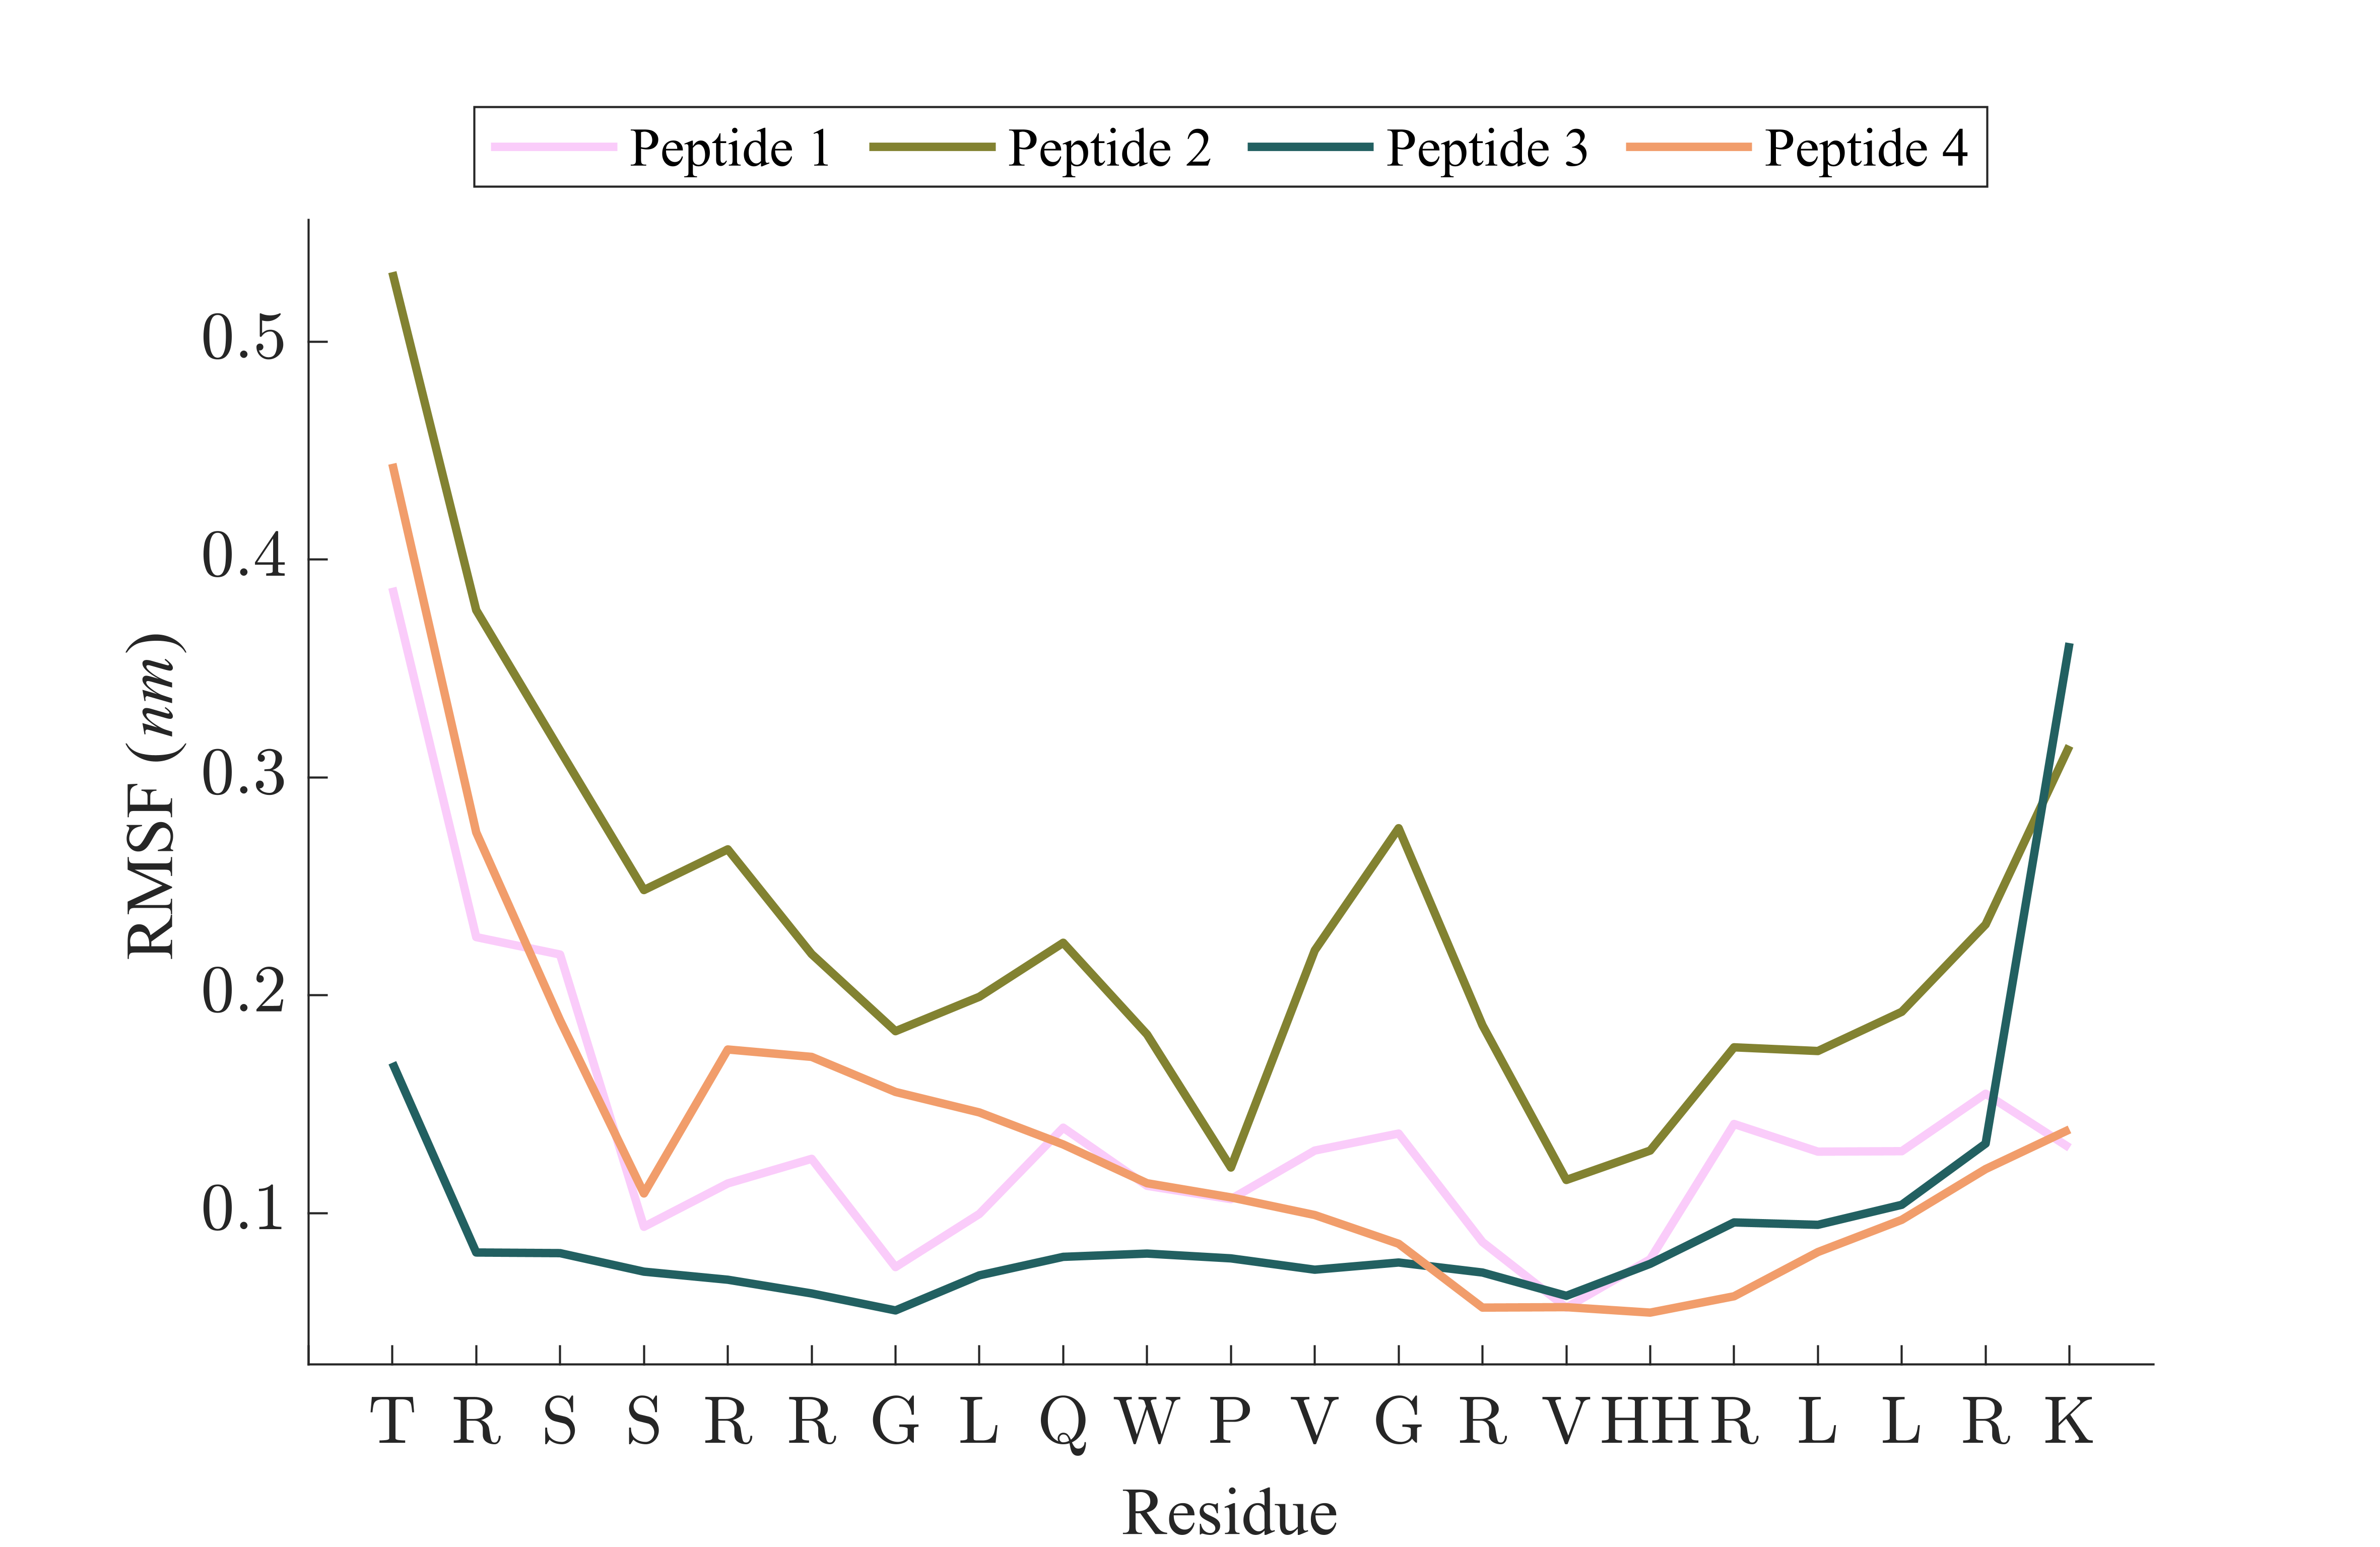 Peptide 1 Peptide 2 Peptide 3 Peptide 4
0.5
0.4
0.3
0.2
0.1
RMSF (nm)
T R S S R R G L Q W P V G R V HHH R L L R K
Residue